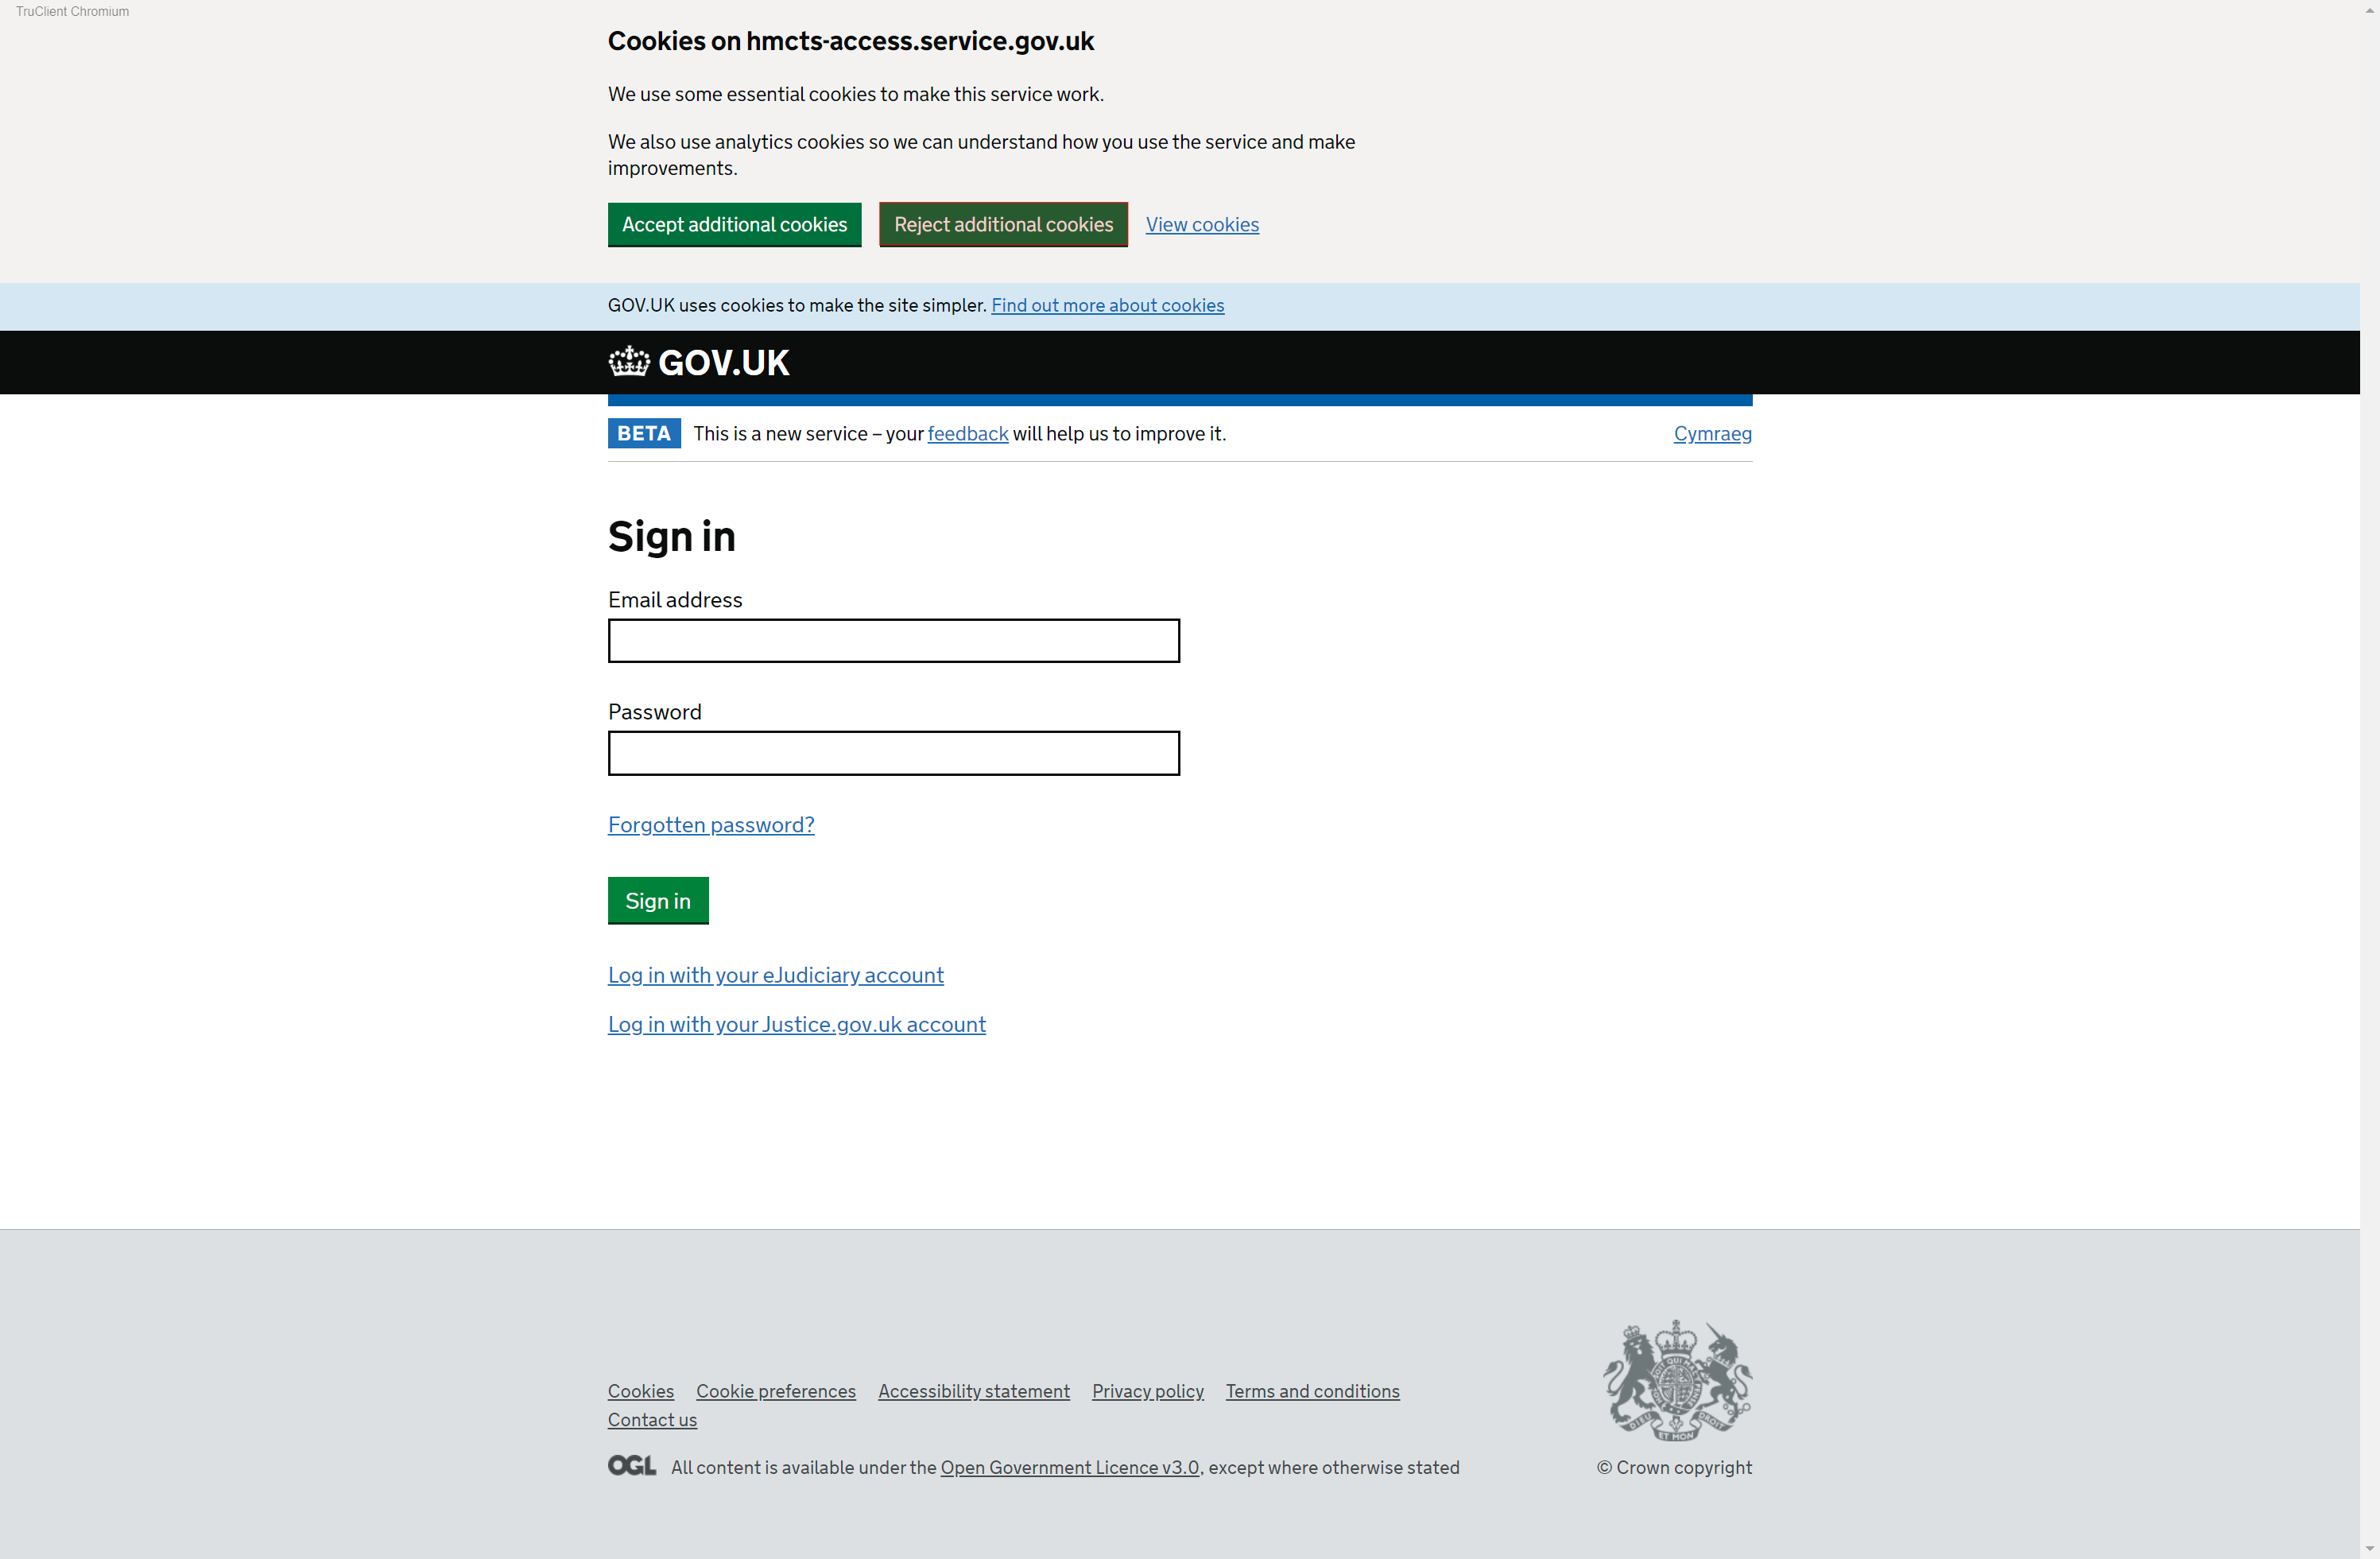 TruClient Chromium
Cookies on hmcts-access.service.gov.uk
We use some essential cookies to make this service work.
We also use analytics cookies so we can understand how you use the service and make
improvements.
Accept additional cookies Reject additional cookies View cookies
GOV.UK uses cookies to make the site simpler. Find out more about cookies
GOV.UK
BETA This is a new service – your feedback will help us to improve it. Cymraeg
Sign in
Email address
Password
Forgotten password?
Sign in
Log in with your eJudiciary account
Log in with your Justice.gov.uk account
Cookies Cookie preferences Accessibility statement Privacy policy Terms and conditions
Contact us
OGL All content is available under the Open Government Licence v3.0, except where otherwise stated
© Crown copyright